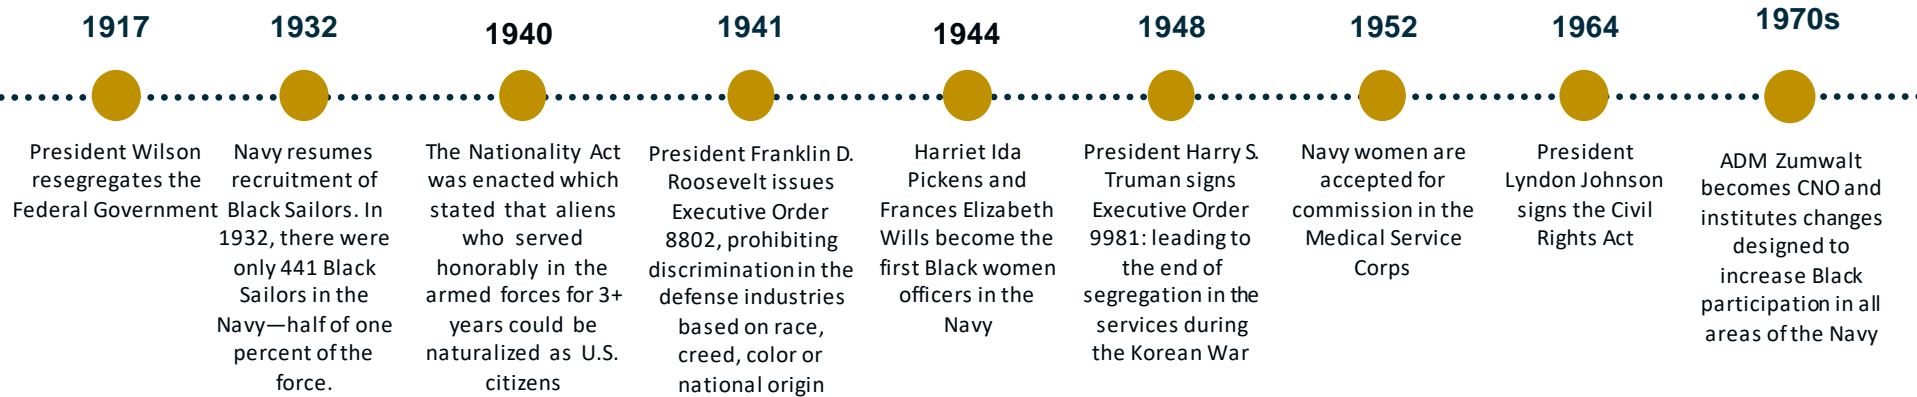 1917
President Wilson
resegregates the
Federal Government
1932
Navy resumes
recruitment of
Black Sailors. In
1932, there were
only 441 Black
Sailors in the
Navy—half of one
percent of the
force.
1940
The Nationality Act
was enacted which
stated that aliens
who served
honorably in the
armed forces for 3+
years could be
naturalized as U.S.
citizens
1941
President Franklin D.
Roosevelt issues
Executive Order
8802, prohibiting
discrimination in the
defense industries
based on race,
creed, color or
national origin
1944
Harriet Ida
Pickens and
Frances Elizabeth
Wills become the
first Black women
officers in the
Navy
1948
President Harry S.
Truman signs
Executive Order
9981: leading to
the end of
segregation in the
services during
the Korean War
1952
Navy women are
accepted for
commission in the
Medical Service
Corps
1964
President
Lyndon Johnson
signs the Civil
Rights Act
1970s
ADM Zumwalt
becomes CNO and
institutes changes
designed to
increase Black
participation in all
areas of the Navy